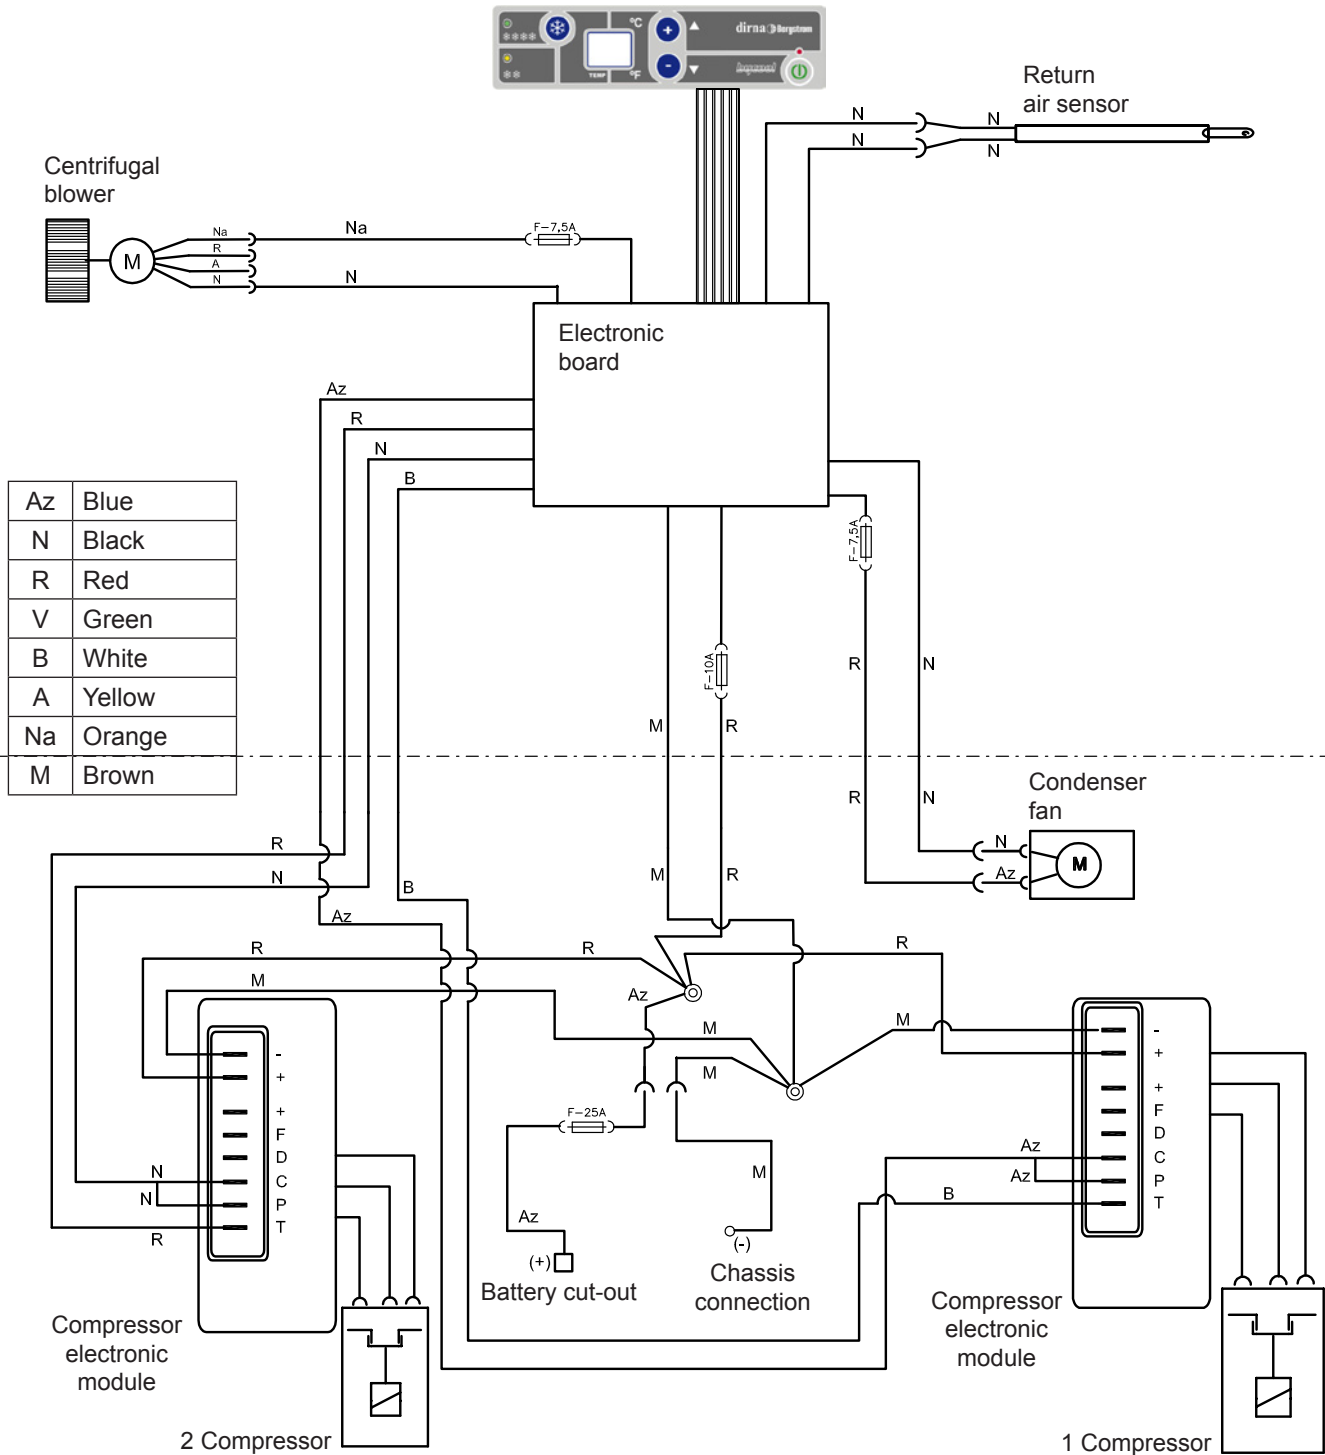 °C
dirna Bergstrom
TEMP
°F
Return
air sensor
N
N
N
N
Centrifugal
blower
M
Na
R
A
N
Na
N
F-7,5A
Electronic
board
Az
R
N
B
Az Blue
N Black
R Red
V Green
B White
A Yellow
Na Orange
M Brown
F-7,5A
F-10A
R
N
M
R
R
N
Condenser
fan
N
Az
M
R
N
B
Az
M
R
R
R
R
M
Az
M
M
M
-
+
+
F
D
C
P
T
N
N
R
-
+
+
F
D
C
P
T
Az
Az
B
F-25A
Az
M
(+)
(-)
Battery cut-out
Chassis
connection
Compressor
electronic
module
Compressor
electronic
module
2 Compressor
1 Compressor